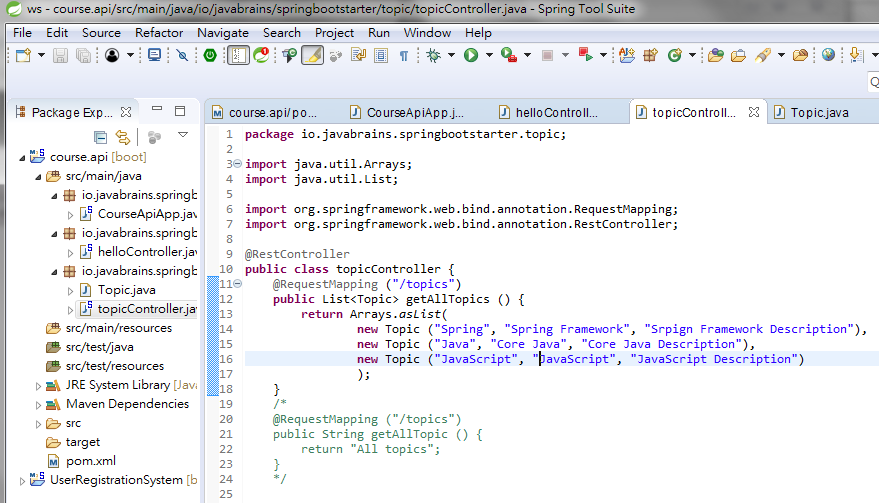 ws - course.api/src/main/java/io/javabrains/springbootstarter/topic/topicController.java - Spring Tool Suite
File Edit Source Refactor Navigate Search Project Run Window Help
Package Exp...
course.api [boot]
src/main/java
io.javabrains.springb
CourseApiApp.jav
io.javabrains.springb
helloController.jav
io.javabrains.springb
Topic.java
topicController.jav
src/main/resources
src/test/java
src/test/resources
JRE System Library [Java
Maven Dependencies
src
target
pom.xml
UserRegistrationSystem [b
course.api/po... CourseApiApp.j... helloControll... topicControll... Topic.java
1 package io.javabrains.springbootstarter.topic;
2
3 import java.util.Arrays;
4 import java.util.List;
5
6 import org.springframework.web.bind.annotation.RequestMapping;
7 import org.springframework.web.bind.annotation.RestController;
8
9 @RestController
10 public class topicController {
11 @RequestMapping ("/topics")
12 public List<Topic> getAllTopics () {
13 return Arrays.asList(
14 new Topic ("Spring", "Spring Framework", "Srpign Framework Description"),
15 new Topic ("Java", "Core Java", "Core Java Description"),
16 new Topic ("JavaScript", "JavaScript", "JavaScript Description")
17 );
18 }
19 /*
20 @RequestMapping ("/topics")
21 public String getAllTopic () {
22 return "All topics";
23 }
24 */
25